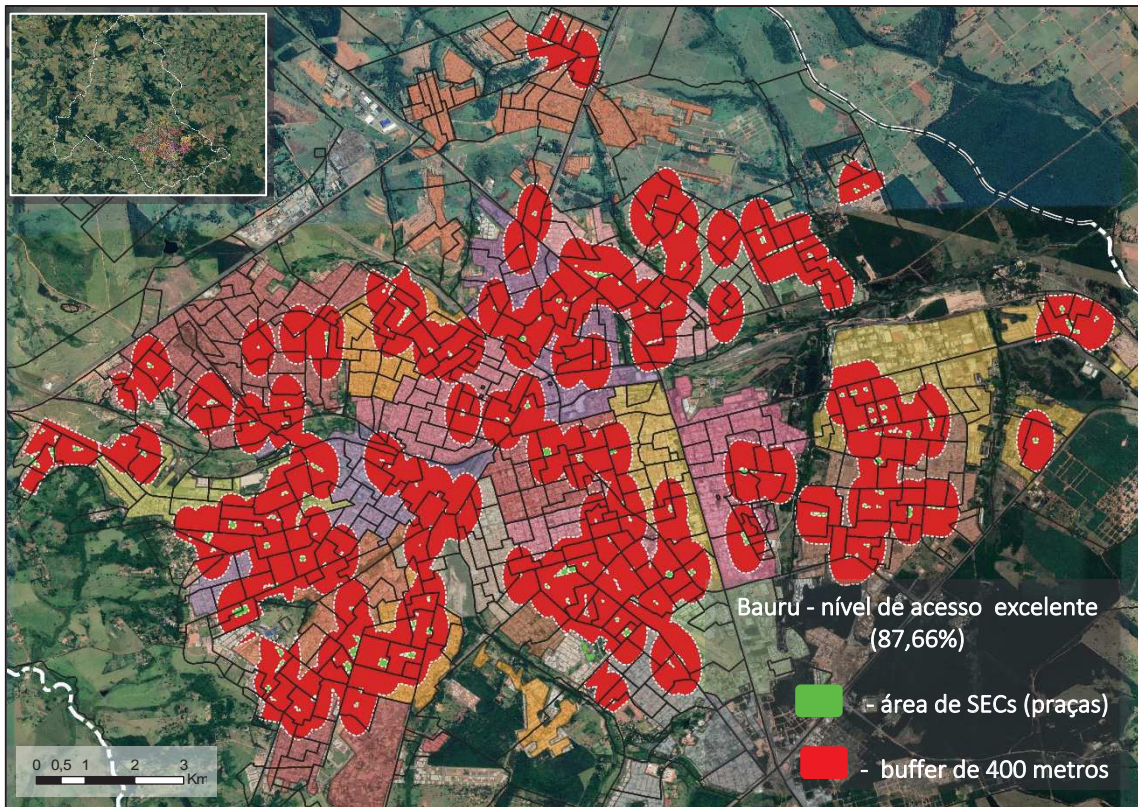 Bauru - nível de acesso excelente
(87,66%)
- área de SECs (praças)
- buffer de 400 metros
0 0,5 1 2 3
Km